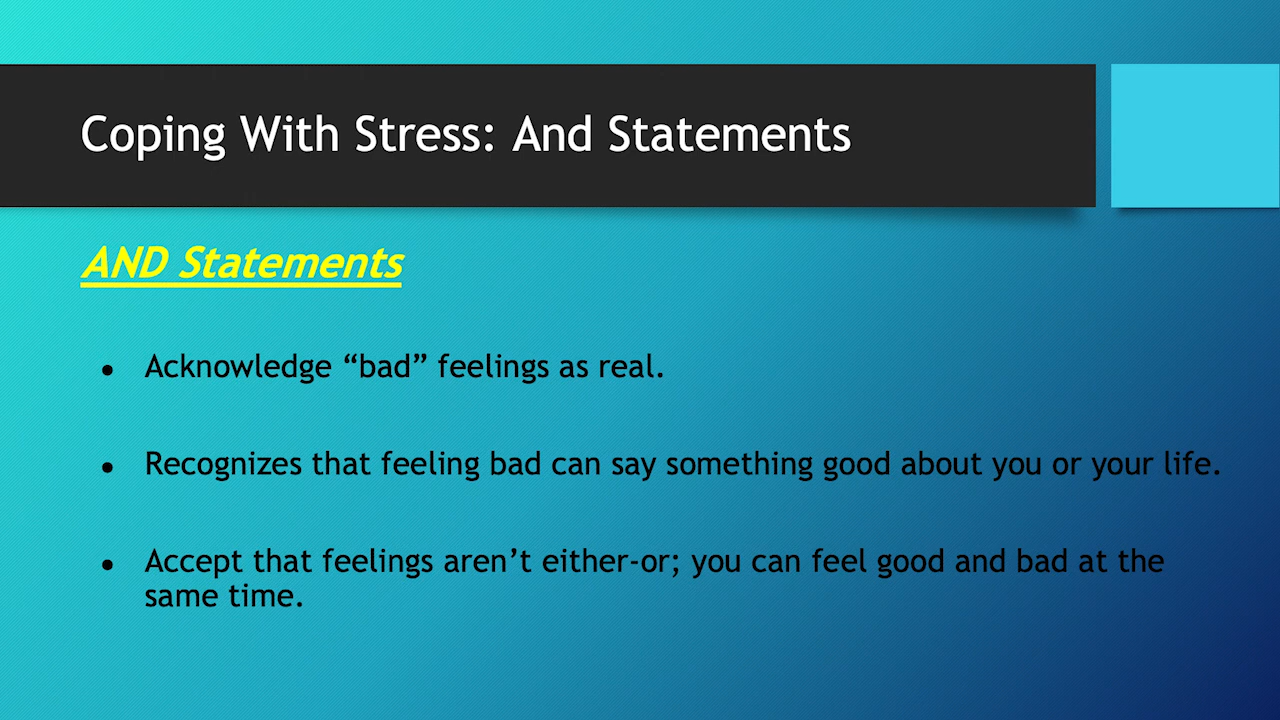 Coping With Stress: And Statements
AND Statements
● Acknowledge “bad” feelings as real.
● Recognizes that feeling bad can say something good about you or your life.
● Accept that feelings aren’t either-or; you can feel good and bad at the
same time.